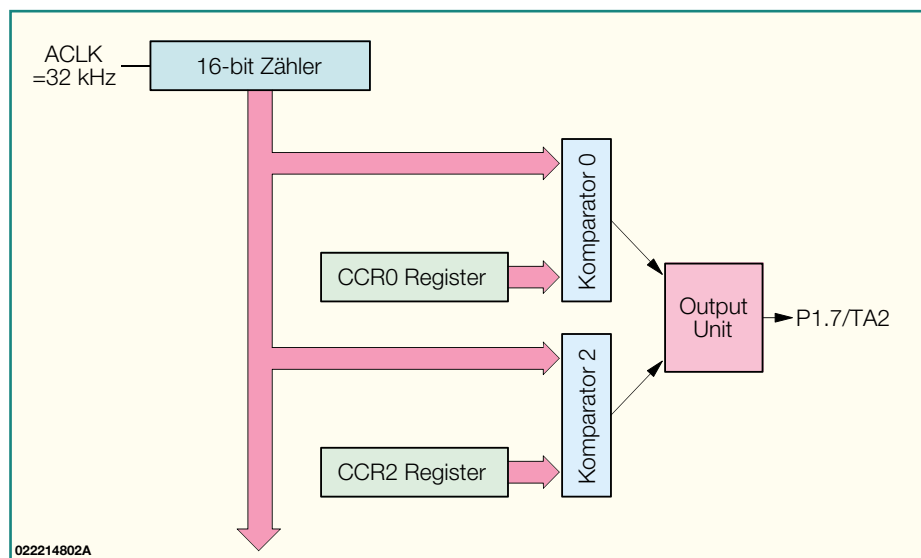 ACLK
=32 kHz
16-bit Zähler
Komparator 0
CCR0 Register
Output
Unit
P1.7/TA2
Komparator 2
CCR2 Register
022214802A